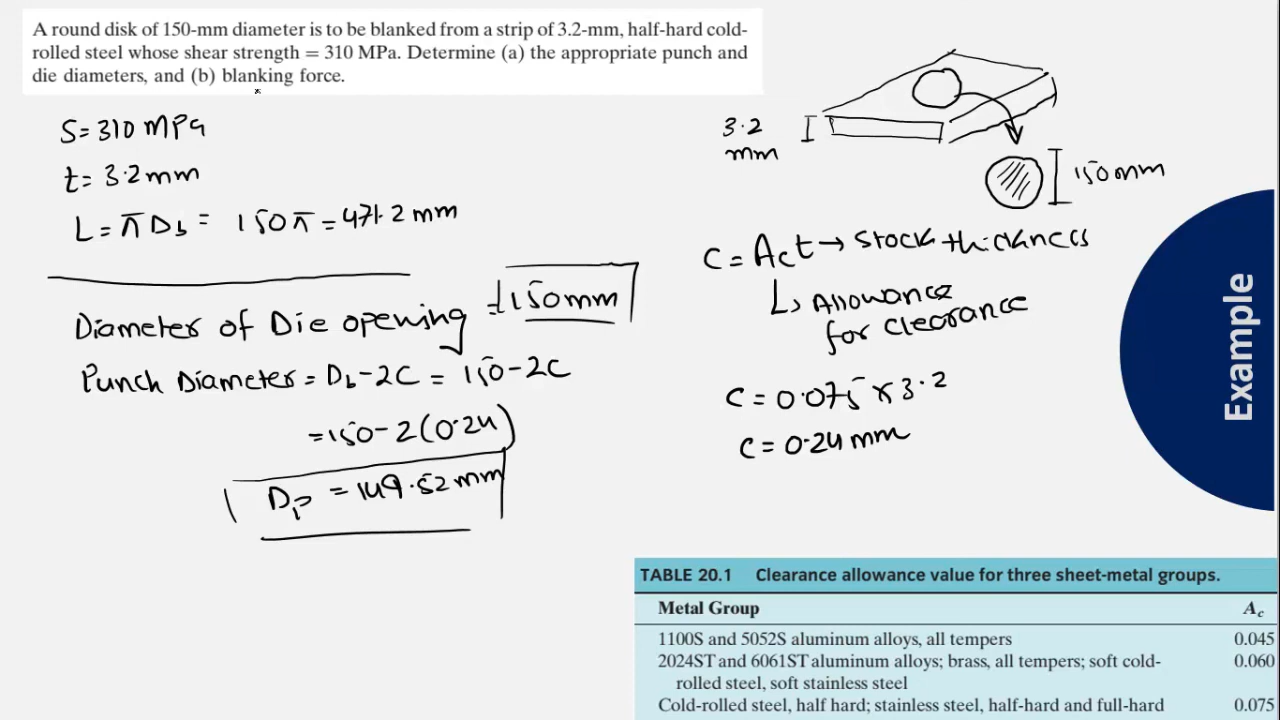 A round disk of 150-mm diameter is to be blanked from a strip of 3.2-mm, half-hard cold-
rolled steel whose shear strength = 310 MPa. Determine (a) the appropriate punch and
die diameters, and (b) blanking force.
S=310 MPa
t= 3.2mm
L= π Db = 150π = 471.2 mm
Diameter of Die opening = 150mm
Punch Diameter = Db-2C = 150-2C
=150-2(0.24)
Dp = 149.52mm
3.2
mm
150mm
C= Act → Stock thickness
↳ Allowance
for Clearance
C=0.075 x 3.2
C= 0.24 mm
Example
TABLE 20.1 Clearance allowance value for three sheet-metal groups.
Metal Group Ac
1100S and 5052S aluminum alloys, all tempers 0.045
2024ST and 6061ST aluminum alloys; brass, all tempers; soft cold- 0.060
rolled steel, soft stainless steel
Cold-rolled steel, half hard; stainless steel, half-hard and full-hard 0.075